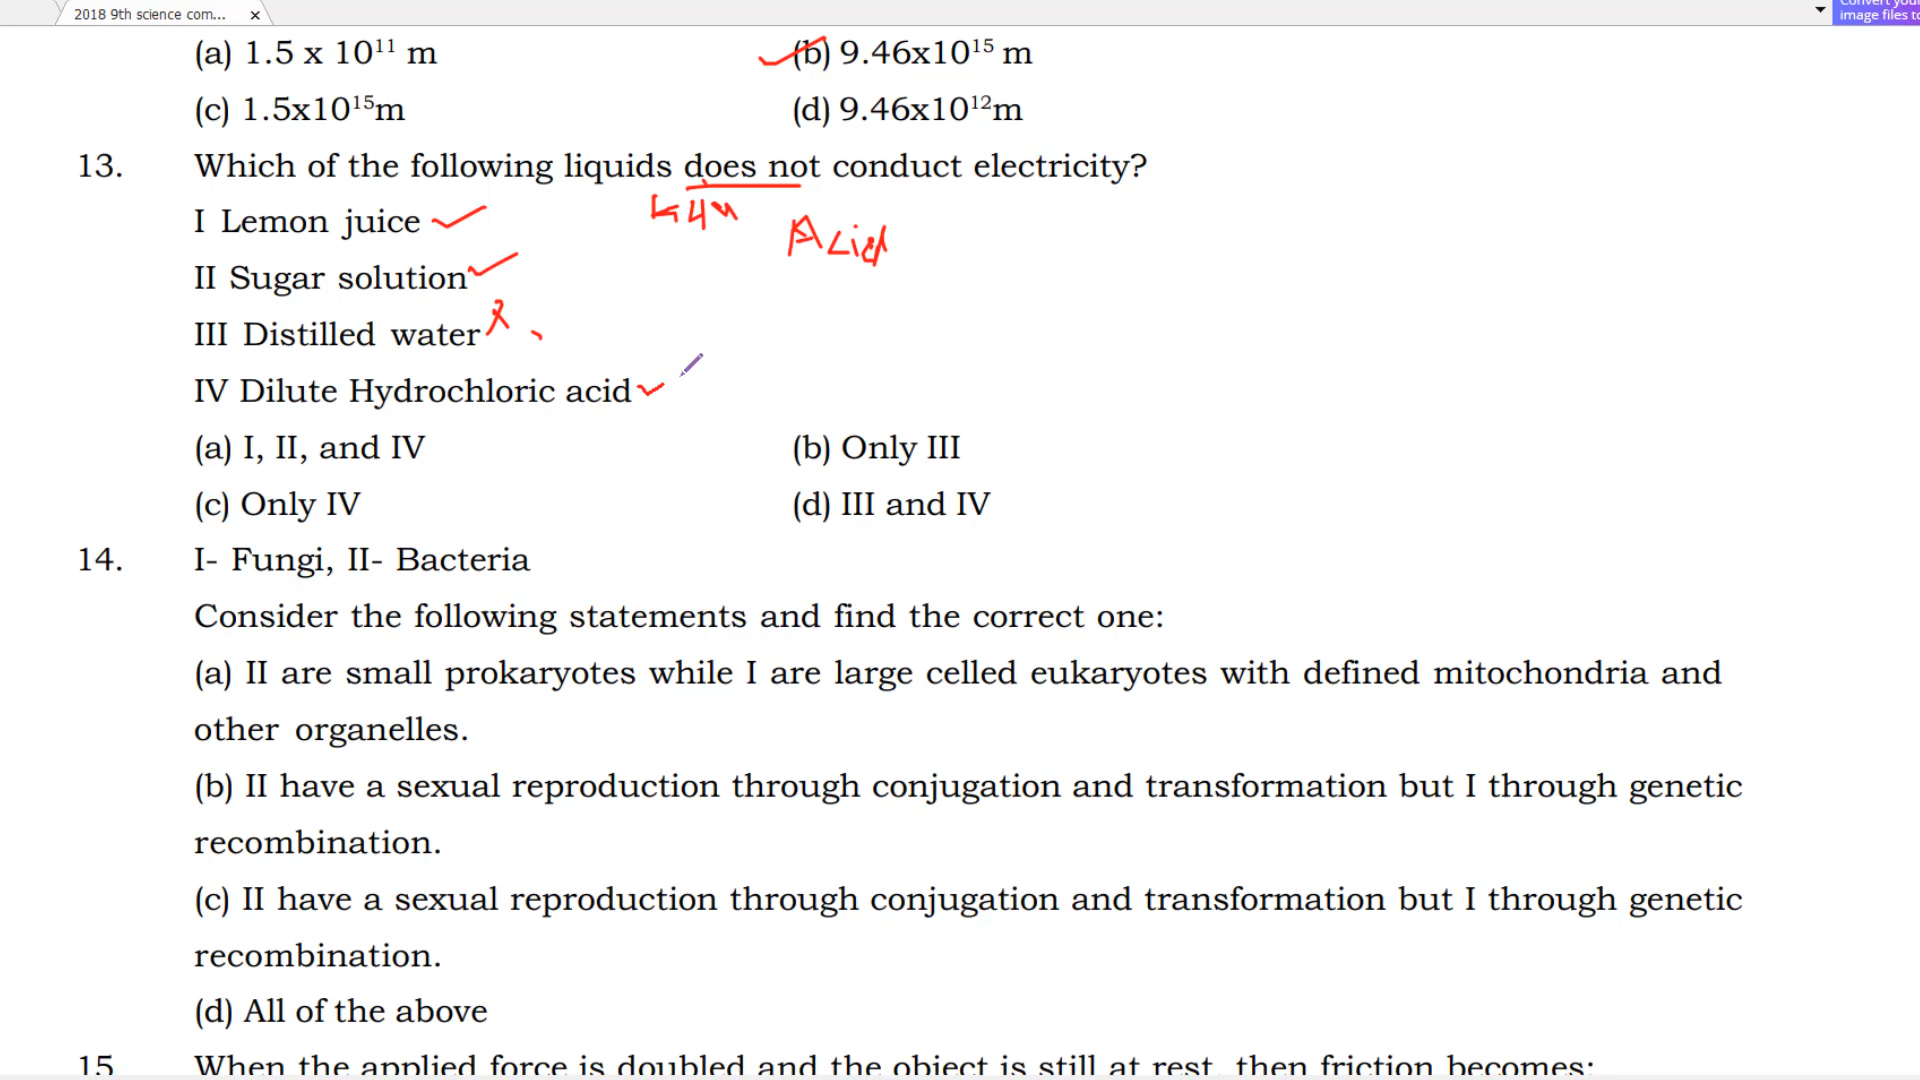 2018 9th science com...
image files to
(a) 1.5 x 10¹¹ m (b) 9.46x10¹⁵ m
(c) 1.5x10¹⁵m (d) 9.46x10¹²m
13. Which of the following liquids does not conduct electricity?
I Lemon juice
Acid
II Sugar solution
III Distilled water
IV Dilute Hydrochloric acid
(a) I, II, and IV (b) Only III
(c) Only IV (d) III and IV
14. I- Fungi, II- Bacteria
Consider the following statements and find the correct one:
(a) II are small prokaryotes while I are large celled eukaryotes with defined mitochondria and
other organelles.
(b) II have a sexual reproduction through conjugation and transformation but I through genetic
recombination.
(c) II have a sexual reproduction through conjugation and transformation but I through genetic
recombination.
(d) All of the above
15 When the applied force is doubled and the object is still at rest, then friction becomes: